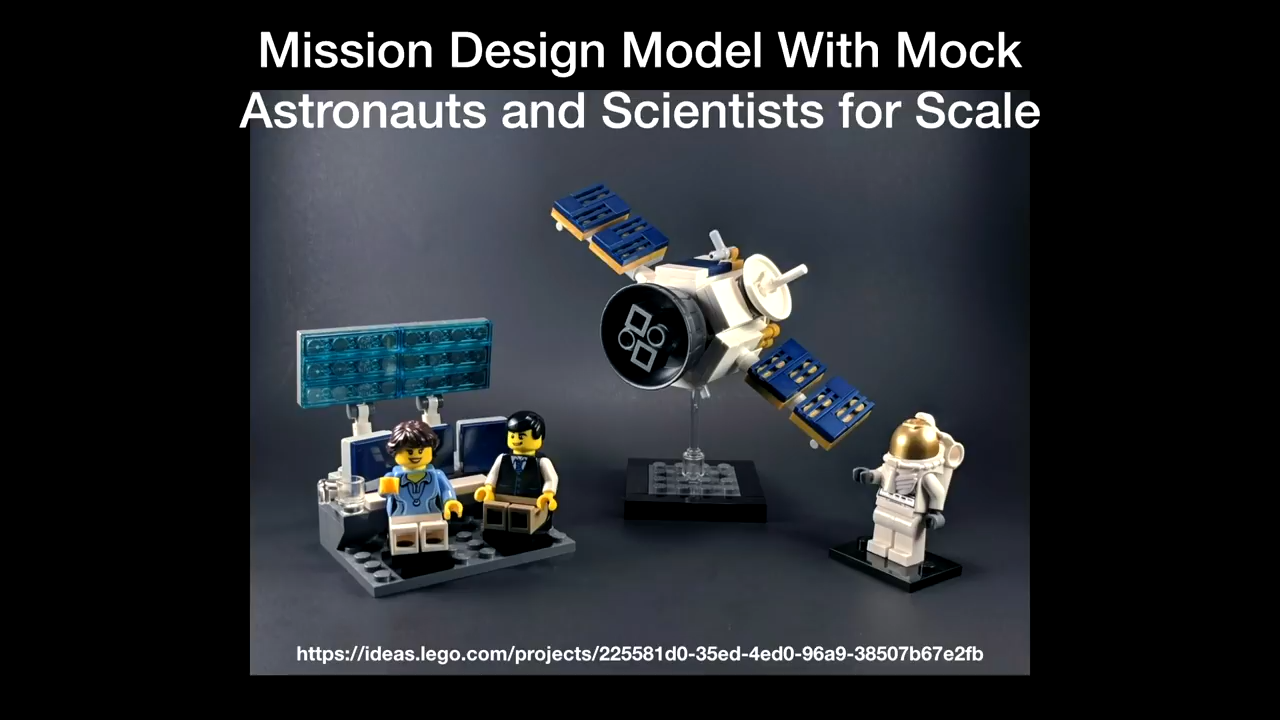 Mission Design Model With Mock
Astronauts and Scientists for Scale
https://ideas.lego.com/projects/225581d0-35ed-4ed0-96a9-38507b67e2fb